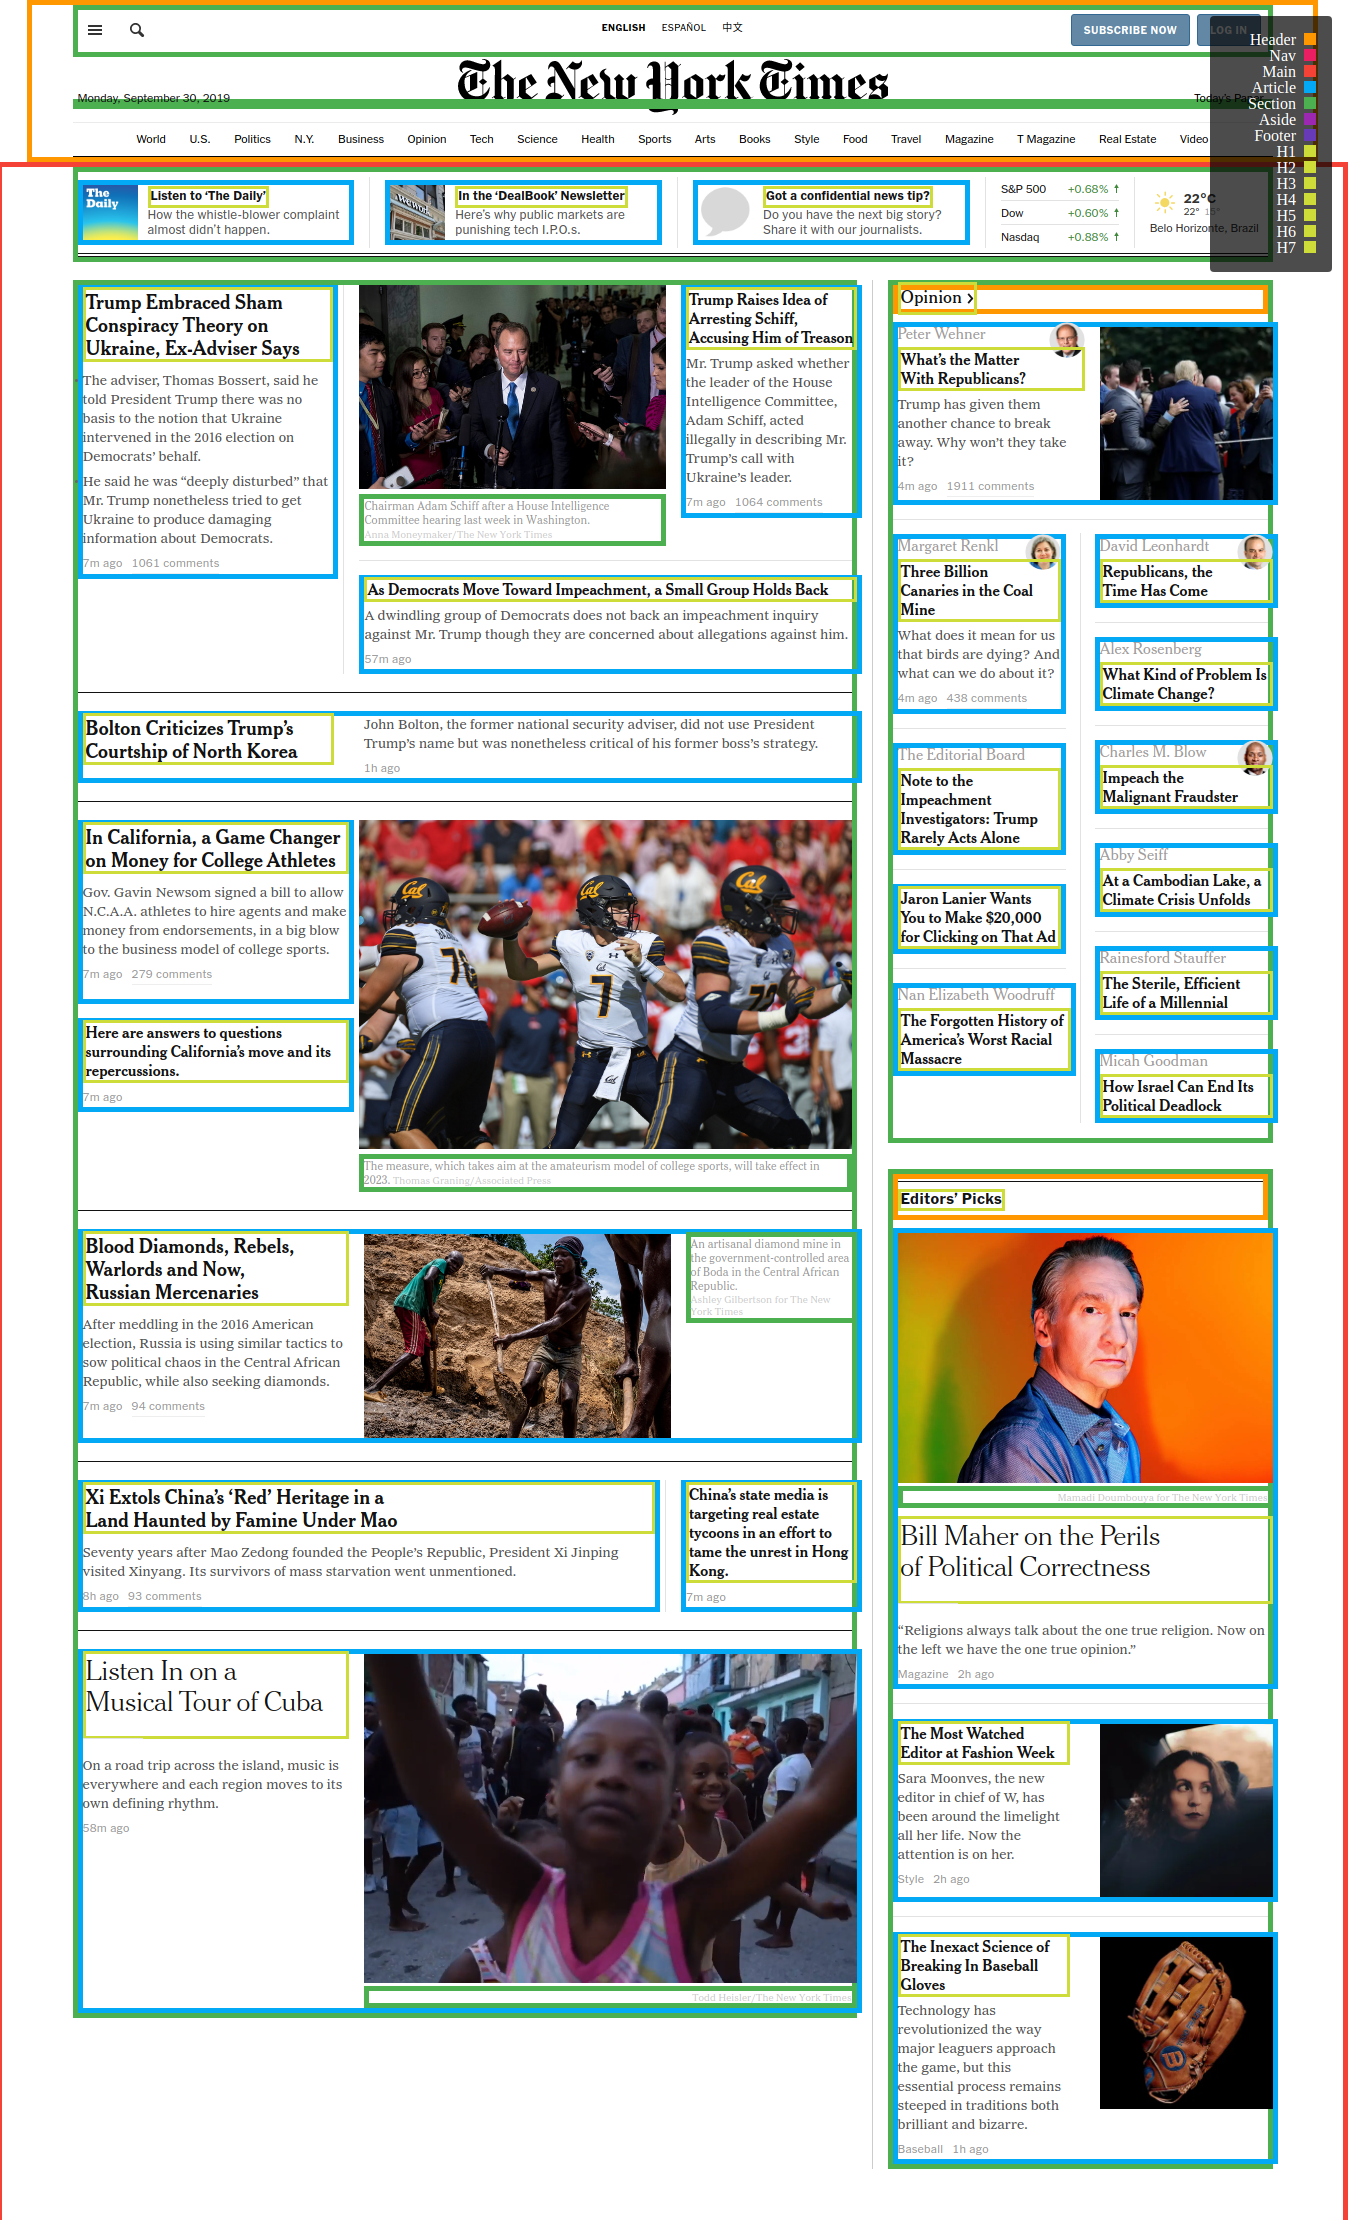 ENGLISH ESPAÑOL 中文
SUBSCRIBE NOW
LOG IN
The New York Times
Monday, September 30, 2019
Today's Paper
World U.S. Politics N.Y. Business Opinion Tech Science Health Sports Arts Books Style Food Travel Magazine T Magazine Real Estate Video
Header
Nav
Main
Article
Section
Aside
Footer
H1
H2
H3
H4
H5
H6
H7
The
Daily
Listen to ‘The Daily’
How the whistle-blower complaint
almost didn’t happen.
In the ‘DealBook’ Newsletter
Here’s why public markets are
punishing tech I.P.O.s.
Got a confidential news tip?
Do you have the next big story?
Share it with our journalists.
S&P 500 +0.68%
Dow +0.60%
Nasdaq +0.88%
22°C
22° 15°
Belo Horizonte, Brazil
Trump Embraced Sham
Conspiracy Theory on
Ukraine, Ex-Adviser Says
The adviser, Thomas Bossert, said he
told President Trump there was no
basis to the notion that Ukraine
intervened in the 2016 election on
Democrats’ behalf.
He said he was “deeply disturbed” that
Mr. Trump nonetheless tried to get
Ukraine to produce damaging
information about Democrats.
7m ago 1061 comments
Chairman Adam Schiff after a House Intelligence
Committee hearing last week in Washington.
Anna Moneymaker/The New York Times
Trump Raises Idea of
Arresting Schiff,
Accusing Him of Treason
Mr. Trump asked whether
the leader of the House
Intelligence Committee,
Adam Schiff, acted
illegally in describing Mr.
Trump’s call with
Ukraine’s leader.
7m ago 1064 comments
As Democrats Move Toward Impeachment, a Small Group Holds Back
A dwindling group of Democrats does not back an impeachment inquiry
against Mr. Trump though they are concerned about allegations against him.
57m ago
Bolton Criticizes Trump’s
Courtship of North Korea
John Bolton, the former national security adviser, did not use President
Trump’s name but was nonetheless critical of his former boss’s strategy.
1h ago
In California, a Game Changer
on Money for College Athletes
Gov. Gavin Newsom signed a bill to allow
N.C.A.A. athletes to hire agents and make
money from endorsements, in a big blow
to the business model of college sports.
7m ago 279 comments
Here are answers to questions
surrounding California’s move and its
repercussions.
7m ago
Cal
Cal
Cal
7
The measure, which takes aim at the amateurism model of college sports, will take effect in
2023. Thomas Graning/Associated Press
Blood Diamonds, Rebels,
Warlords and Now,
Russian Mercenaries
After meddling in the 2016 American
election, Russia is using similar tactics to
sow political chaos in the Central African
Republic, while also seeking diamonds.
7m ago 94 comments
An artisanal diamond mine in
the government-controlled area
of Boda in the Central African
Republic.
Ashley Gilbertson for The New
York Times
Xi Extols China’s ‘Red’ Heritage in a
Land Haunted by Famine Under Mao
Seventy years after Mao Zedong founded the People’s Republic, President Xi Jinping
visited Xinyang. Its survivors of mass starvation went unmentioned.
8h ago 93 comments
China’s state media is
targeting real estate
tycoons in an effort to
tame the unrest in Hong
Kong.
7m ago
Listen In on a
Musical Tour of Cuba
On a road trip across the island, music is
everywhere and each region moves to its
own defining rhythm.
58m ago
Todd Heisler/The New York Times
Opinion >
Peter Wehner
What’s the Matter
With Republicans?
Trump has given them
another chance to break
away. Why won’t they take
it?
4m ago 1911 comments
Margaret Renkl
Three Billion
Canaries in the Coal
Mine
What does it mean for us
that birds are dying? And
what can we do about it?
4m ago 438 comments
The Editorial Board
Note to the
Impeachment
Investigators: Trump
Rarely Acts Alone
Jaron Lanier Wants
You to Make $20,000
for Clicking on That Ad
Nan Elizabeth Woodruff
The Forgotten History of
America’s Worst Racial
Massacre
David Leonhardt
Republicans, the
Time Has Come
Alex Rosenberg
What Kind of Problem Is
Climate Change?
Charles M. Blow
Impeach the
Malignant Fraudster
Abby Seiff
At a Cambodian Lake, a
Climate Crisis Unfolds
Rainesford Stauffer
The Sterile, Efficient
Life of a Millennial
Micah Goodman
How Israel Can End Its
Political Deadlock
Editors’ Picks
Mamadi Doumbouya for The New York Times
Bill Maher on the Perils
of Political Correctness
“Religions always talk about the one true religion. Now on
the left we have the one true opinion.”
Magazine 2h ago
The Most Watched
Editor at Fashion Week
Sara Moonves, the new
editor in chief of W, has
been around the limelight
all her life. Now the
attention is on her.
Style 2h ago
The Inexact Science of
Breaking In Baseball
Gloves
Technology has
revolutionized the way
major leaguers approach
the game, but this
essential process remains
steeped in traditions both
brilliant and bizarre.
Baseball 1h ago